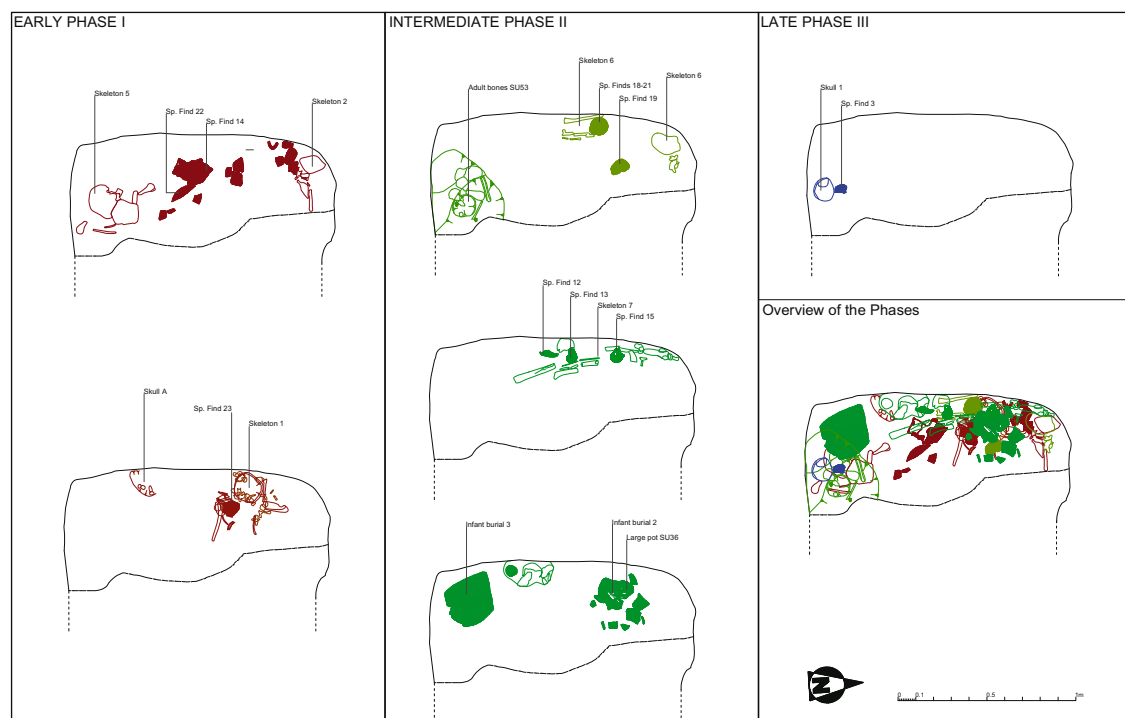 EARLY PHASE I
Skeleton 5
Sp. Find 22
Sp. Find 14
Skeleton 2
Skull A
Sp. Find 23
Skeleton 1
INTERMEDIATE PHASE II
Adult bones SU53
Skeleton 6
Sp. Finds 18-21
Sp. Find 19
Skeleton 6
Sp. Find 12
Sp. Find 13
Skeleton 7
Sp. Find 15
Infant burial 3
Infant burial 2
Large pot SU36
LATE PHASE III
Skull 1
Sp. Find 3
Overview of the Phases
N
0 0.1 0.5 1m